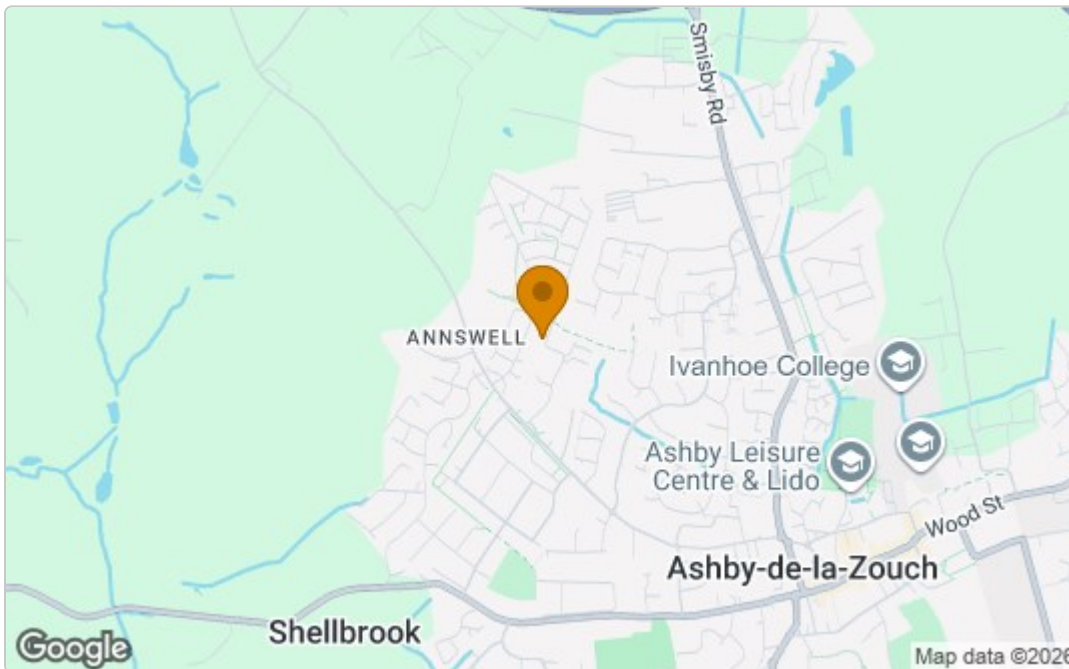 Smisby Rd
ANNSWELL
Ivanhoe College
Ashby Leisure
Centre & Lido
Wood St
Ashby-de-la-Zouch
Shellbrook
Google
Map data ©2026